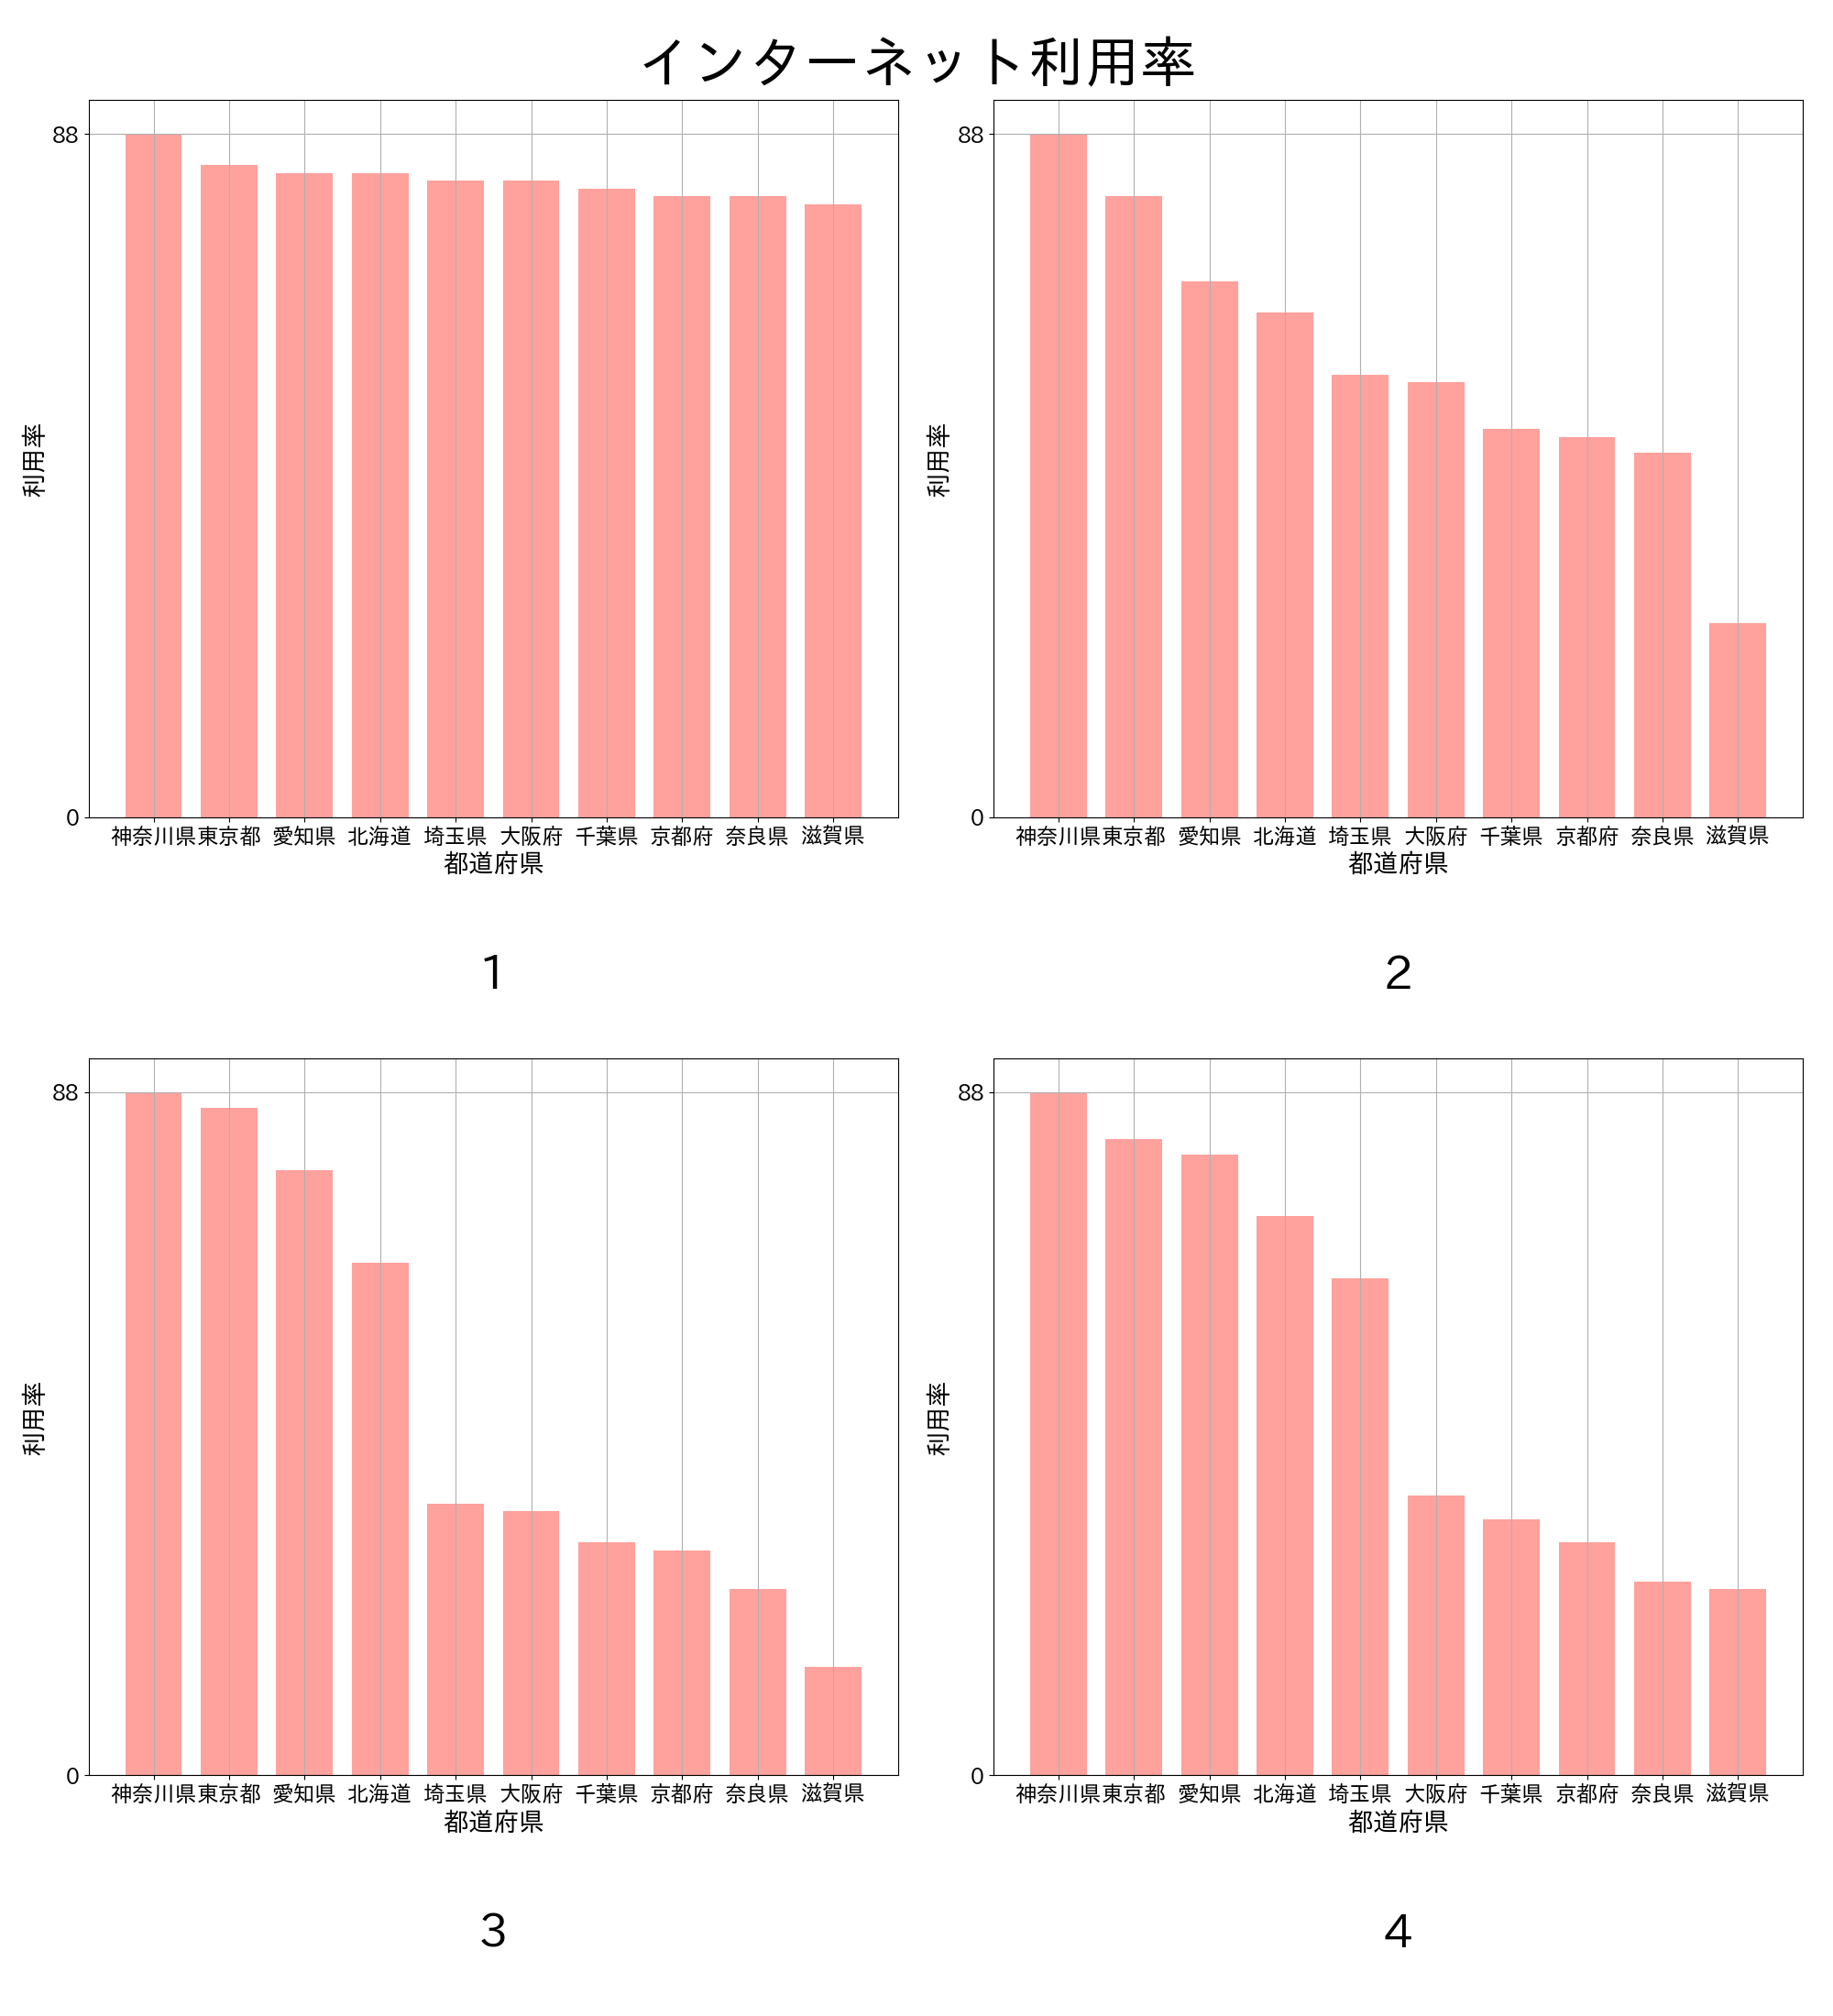 インターネット利用率
88
0
利用率
神奈川県 東京都 愛知県 北海道 埼玉県 大阪府 千葉県 京都府 奈良県 滋賀県
都道府県
1
88
0
利用率
神奈川県 東京都 愛知県 北海道 埼玉県 大阪府 千葉県 京都府 奈良県 滋賀県
都道府県
2
88
0
利用率
神奈川県 東京都 愛知県 北海道 埼玉県 大阪府 千葉県 京都府 奈良県 滋賀県
都道府県
3
88
0
利用率
神奈川県 東京都 愛知県 北海道 埼玉県 大阪府 千葉県 京都府 奈良県 滋賀県
都道府県
4